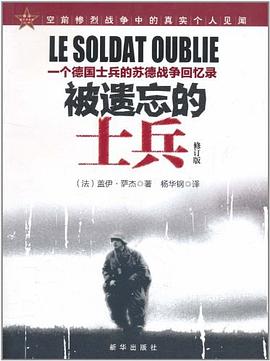 空前惨烈战争中的真实个人见闻
LE SOLDAT OUBLIE
一个德国士兵的苏德战争回忆录
被遗忘的
士兵
修订版
(法)盖伊·萨杰 著 杨华钢 译
新华出版社